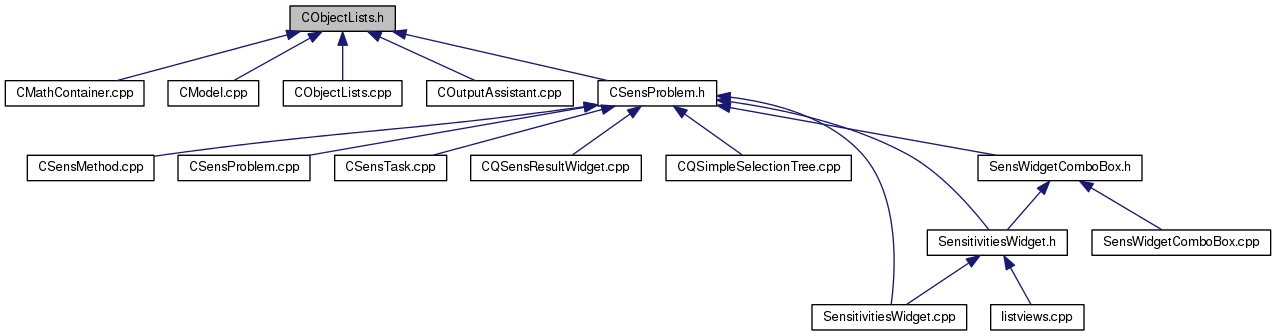 CObjectLists.h
CMathContainer.cpp
CModel.cpp
CObjectLists.cpp
COutputAssistant.cpp
CSensProblem.h
CSensMethod.cpp
CSensProblem.cpp
CSensTask.cpp
CQSensResultWidget.cpp
CQSimpleSelectionTree.cpp
SensWidgetComboBox.h
SensitivitiesWidget.h
SensWidgetComboBox.cpp
SensitivitiesWidget.cpp
listviews.cpp